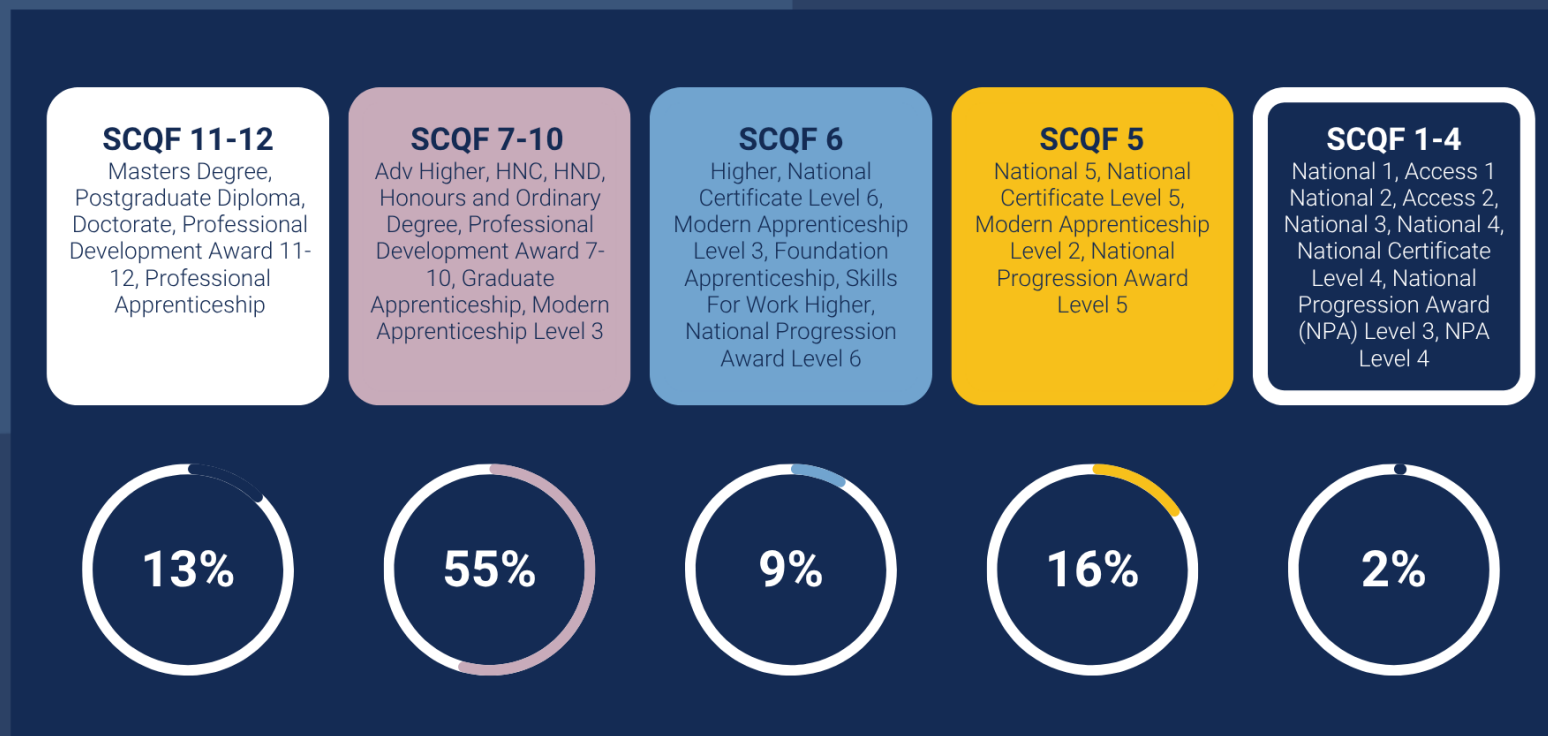 SCQF 11-12
Masters Degree,
Postgraduate Diploma,
Doctorate, Professional
Development Award 11-
12, Professional
Apprenticeship
SCQF 7-10
Adv Higher, HNC, HND,
Honours and Ordinary
Degree, Professional
Development Award 7-
10, Graduate
Apprenticeship, Modern
Apprenticeship Level 3
SCQF 6
Higher, National
Certificate Level 6,
Modern Apprenticeship
Level 3, Foundation
Apprenticeship, Skills
For Work Higher,
National Progression
Award Level 6
SCQF 5
National 5, National
Certificate Level 5,
Modern Apprenticeship
Level 2, National
Progression Award
Level 5
SCQF 1-4
National 1, Access 1
National 2, Access 2,
National 3, National 4,
National Certificate
Level 4, National
Progression Award
(NPA) Level 3, NPA
Level 4
13%
55%
9%
16%
2%